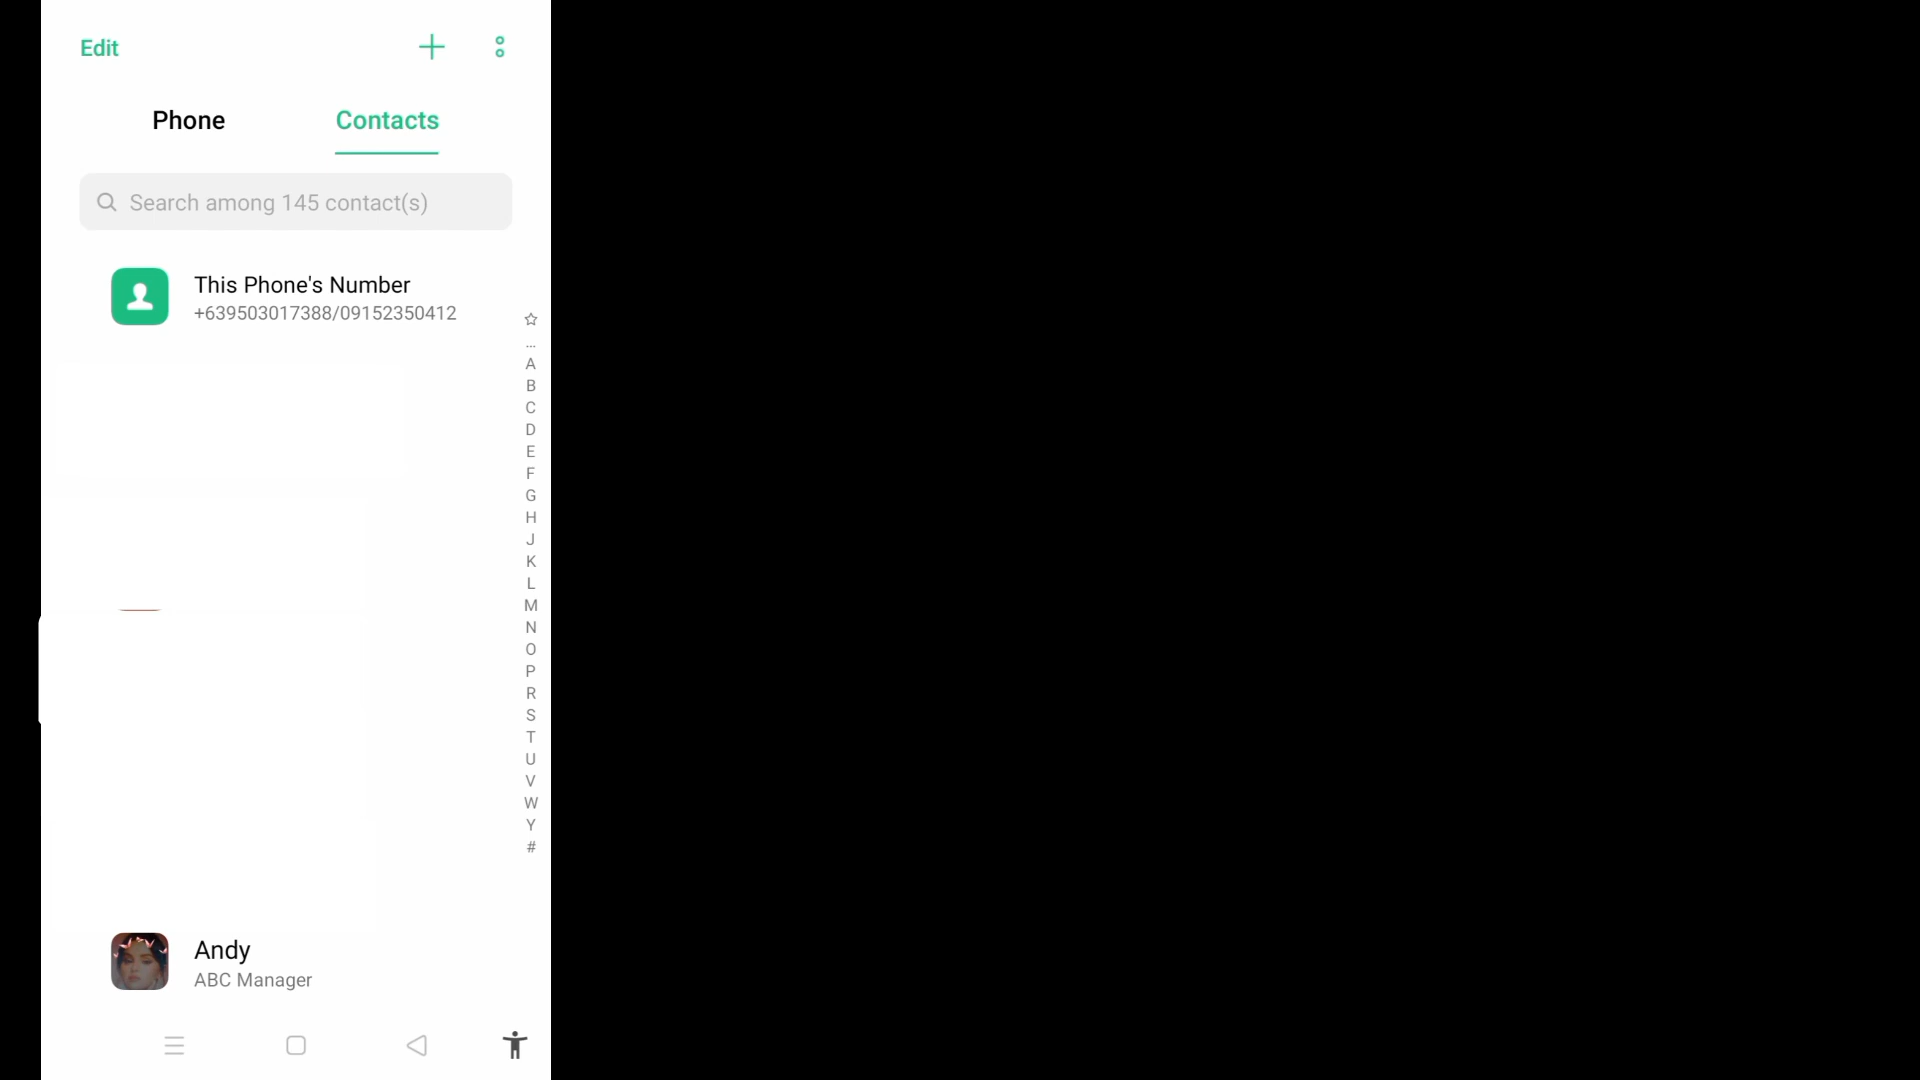 Edit
Phone
Contacts
Search among 145 contact(s)
This Phone's Number
+639503017388/09152350412
...
A
B
C
D
E
F
G
H
J
K
L
M
N
O
P
R
S
T
U
V
W
Y
#
Andy
ABC Manager